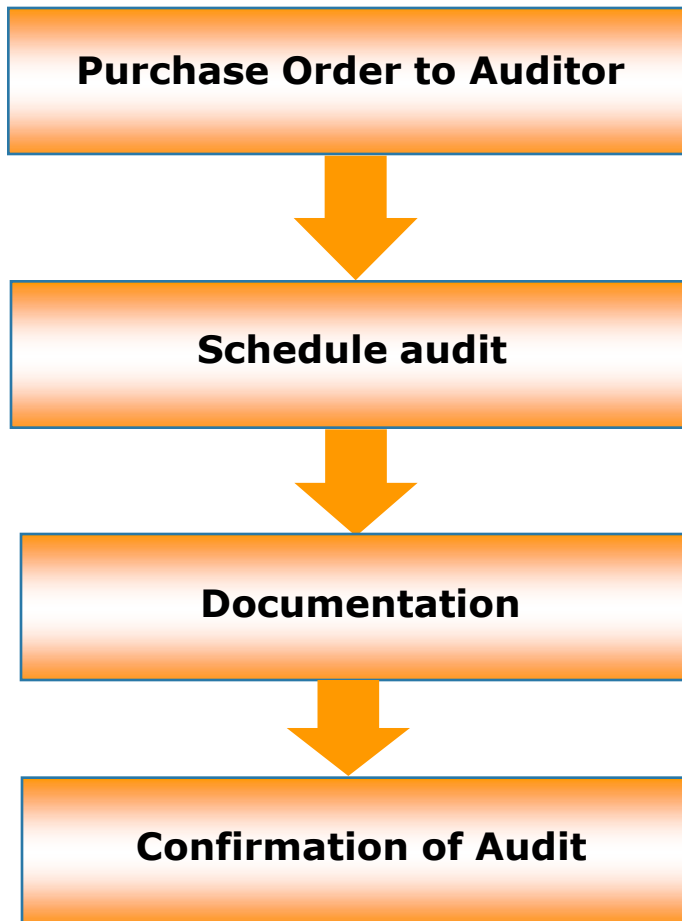 Purchase Order to Auditor
Schedule audit
Documentation
Confirmation of Audit